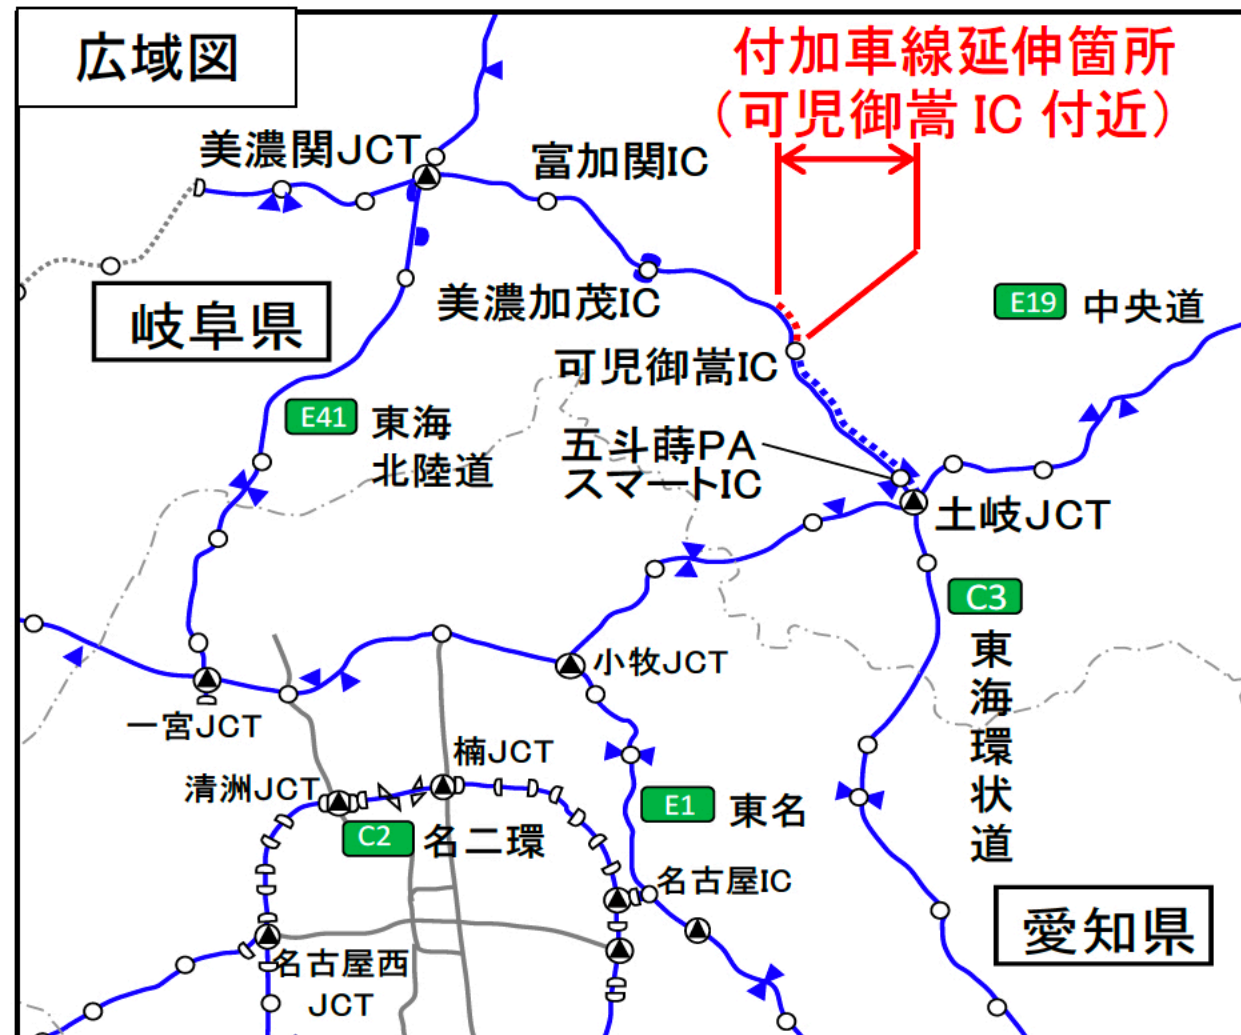 広域図
付加車線延伸箇所
（可児御嵩 IC 付近）
美濃関JCT
富加関IC
美濃加茂IC
岐阜県
E19 中央道
可児御嵩IC
E41 東海
北陸道
五斗蒔PA
スマートIC
土岐JCT
C3
東海環状道
小牧JCT
一宮JCT
楠JCT
清洲JCT
E1 東名
C2 名二環
名古屋IC
愛知県
名古屋西
JCT